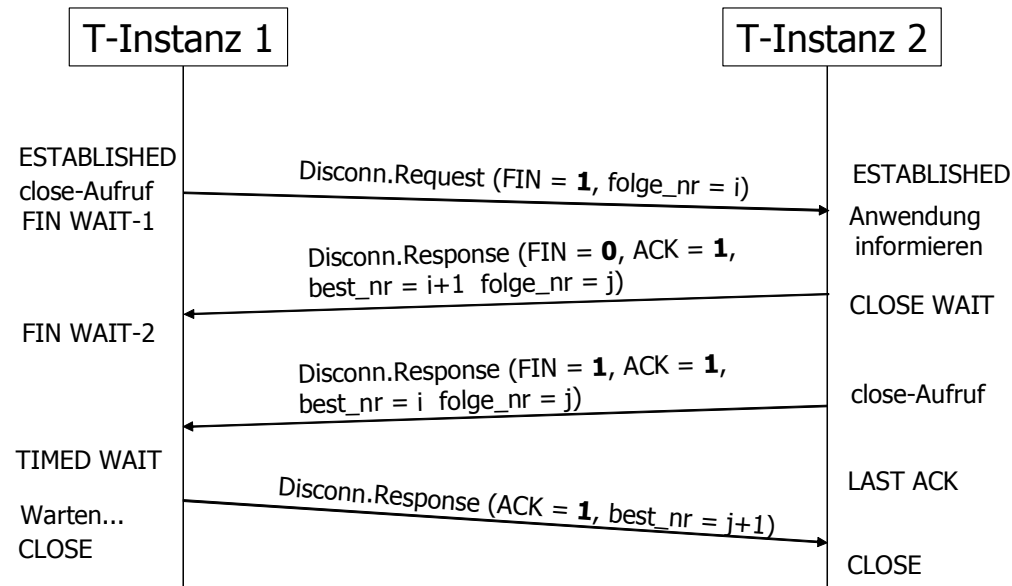 T-Instanz 1
T-Instanz 2
ESTABLISHED
close-Aufruf
FIN WAIT-1
Disconn.Request (FIN = 1, folge_nr = i)
ESTABLISHED
Anwendung
informieren
Disconn.Response (FIN = 0, ACK = 1,
best_nr = i+1 folge_nr = j)
CLOSE WAIT
FIN WAIT-2
Disconn.Response (FIN = 1, ACK = 1,
best_nr = i folge_nr = j)
close-Aufruf
TIMED WAIT
LAST ACK
Disconn.Response (ACK = 1, best_nr = j+1)
Warten...
CLOSE
CLOSE